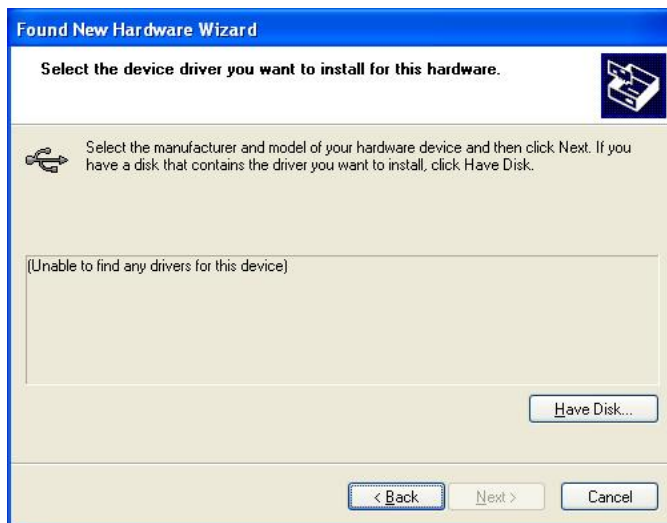 Found New Hardware Wizard
Select the device driver you want to install for this hardware.
Select the manufacturer and model of your hardware device and then click Next. If you
have a disk that contains the driver you want to install, click Have Disk.
(Unable to find any drivers for this device)
Have Disk...
< Back
Next >
Cancel